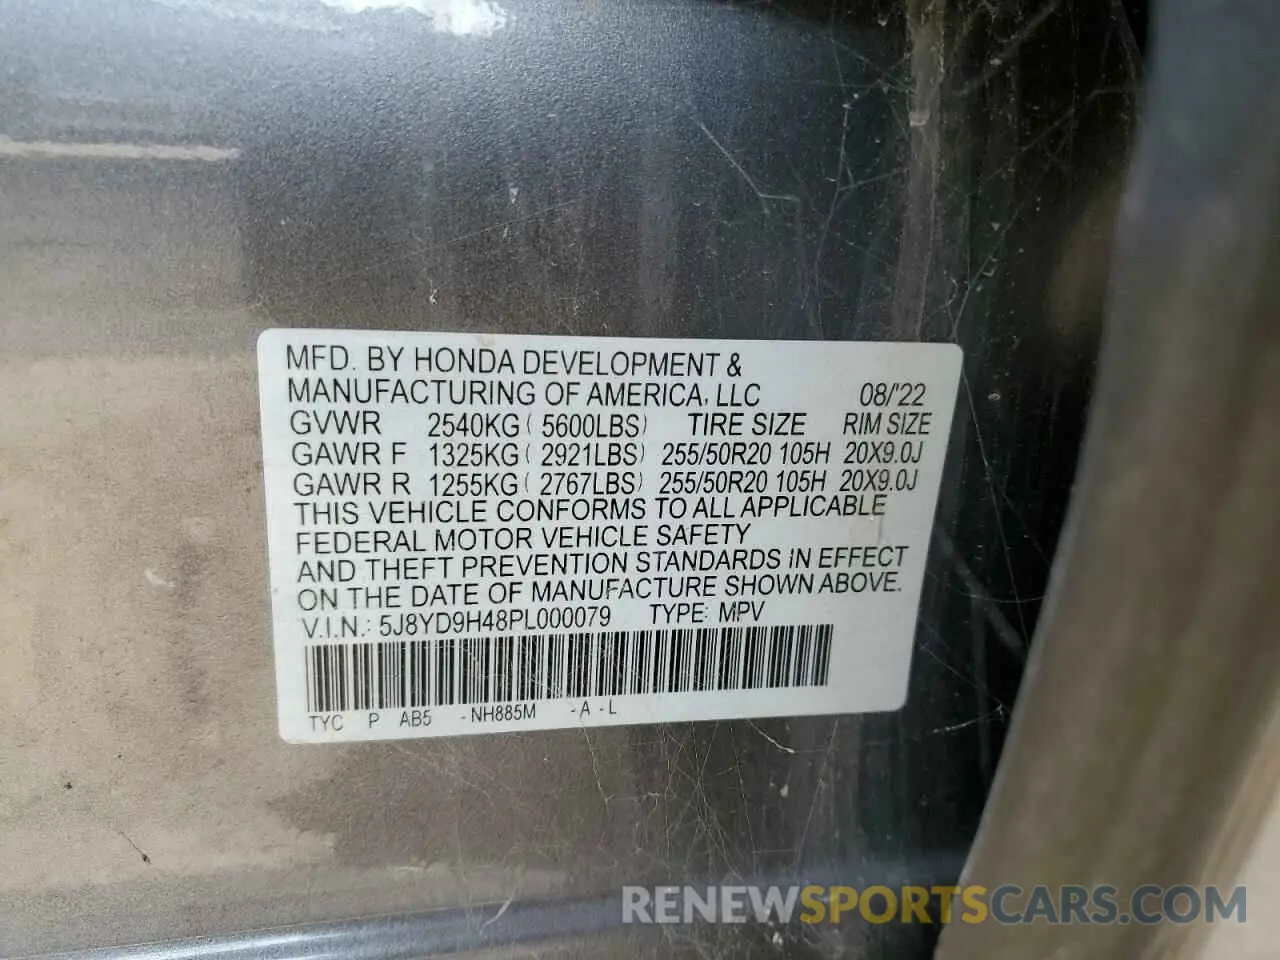 MFD. BY HONDA DEVELOPMENT &
MANUFACTURING OF AMERICA, LLC 08/'22
GVWR 2540KG( 5600LBS) TIRE SIZE RIM SIZE
GAWR F 1325KG( 2921LBS) 255/50R20 105H 20X9.0J
GAWR R 1255KG( 2767LBS) 255/50R20 105H 20X9.0J
THIS VEHICLE CONFORMS TO ALL APPLICABLE
FEDERAL MOTOR VEHICLE SAFETY
AND THEFT PREVENTION STANDARDS IN EFFECT
ON THE DATE OF MANUFACTURE SHOWN ABOVE.
V.I.N.: 5J8YD9H48PL000079 TYPE: MPV
TYC P AB5 -NH885M -A -L
RENEWSPORTSCARS.COM